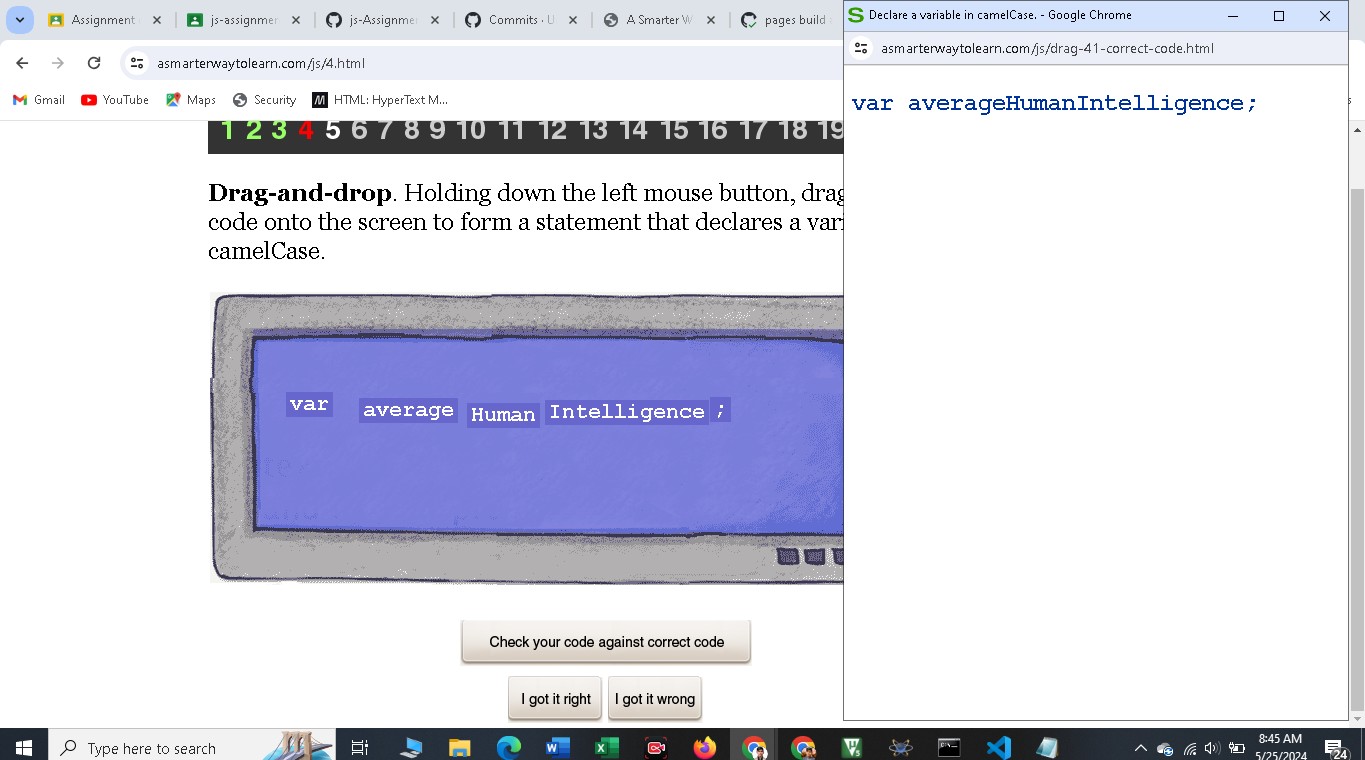 Assignment
js-assignmer
js-Assignme
Commits · U
A Smarter W
pages build
Declare a variable in camelCase. - Google Chrome
asmarterwaytolearn.com/js/4.html
asmarterwaytolearn.com/js/drag-41-correct-code.html
Gmail YouTube Maps Security HTML: HyperText M...
var averageHumanIntelligence;
1 2 3 4 5 6 7 8 9 10 11 12 13 14 15 16 17 18 19
Drag-and-drop. Holding down the left mouse button, drag
code onto the screen to form a statement that declares a vari
camelCase.
var average Human Intelligence ;
Check your code against correct code
I got it right I got it wrong
Type here to search
8:45 AM
5/25/2024
24